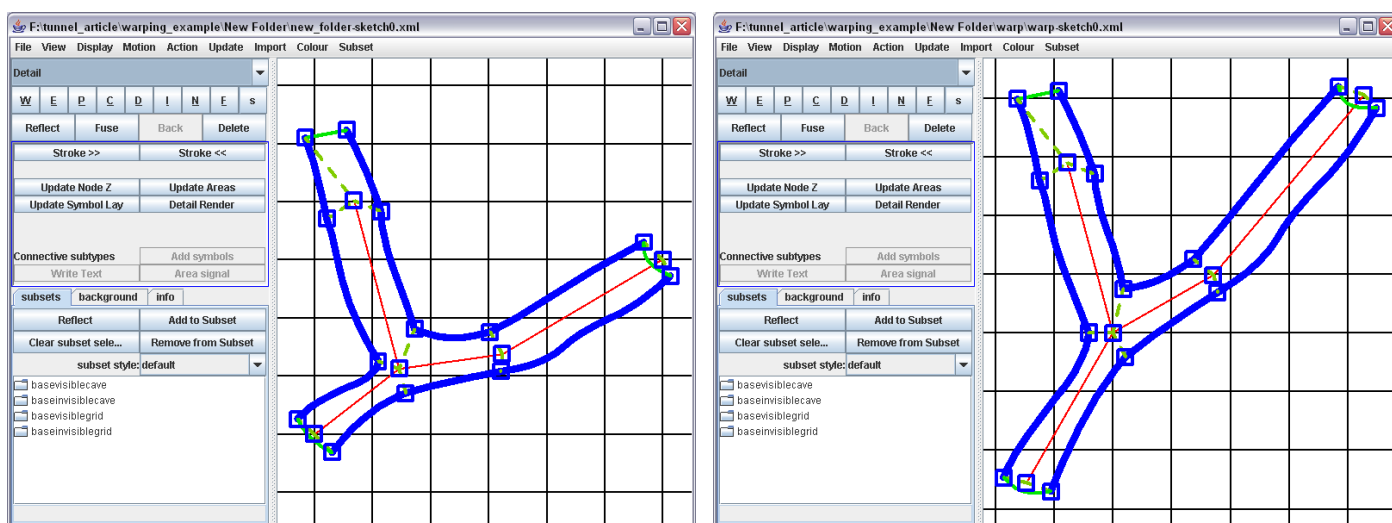 F:\tunnel_article\warping_example\New Folder\new_folder-sketch0.xml
File View Display Motion Action Update Import Colour Subset
Detail
W E P C D I N F s
Reflect Fuse Back Delete
Stroke >> Stroke <<
Update Node Z Update Areas
Update Symbol Lay Detail Render
Connective subtypes Add symbols
Write Text Area signal
subsets background info
Reflect Add to Subset
Clear subset sele... Remove from Subset
subset style: default
basevisiblecave
baseinvisiblecave
basevisiblegrid
baseinvisiblegrid
F:\tunnel_article\warping_example\New Folder\warp\warp-sketch0.xml
File View Display Motion Action Update Import Colour Subset
Detail
W E P C D I N F s
Reflect Fuse Back Delete
Stroke >> Stroke <<
Update Node Z Update Areas
Update Symbol Lay Detail Render
Connective subtypes Add symbols
Write Text Area signal
subsets background info
Reflect Add to Subset
Clear subset sele... Remove from Subset
subset style: default
basevisiblecave
baseinvisiblecave
basevisiblegrid
baseinvisiblegrid